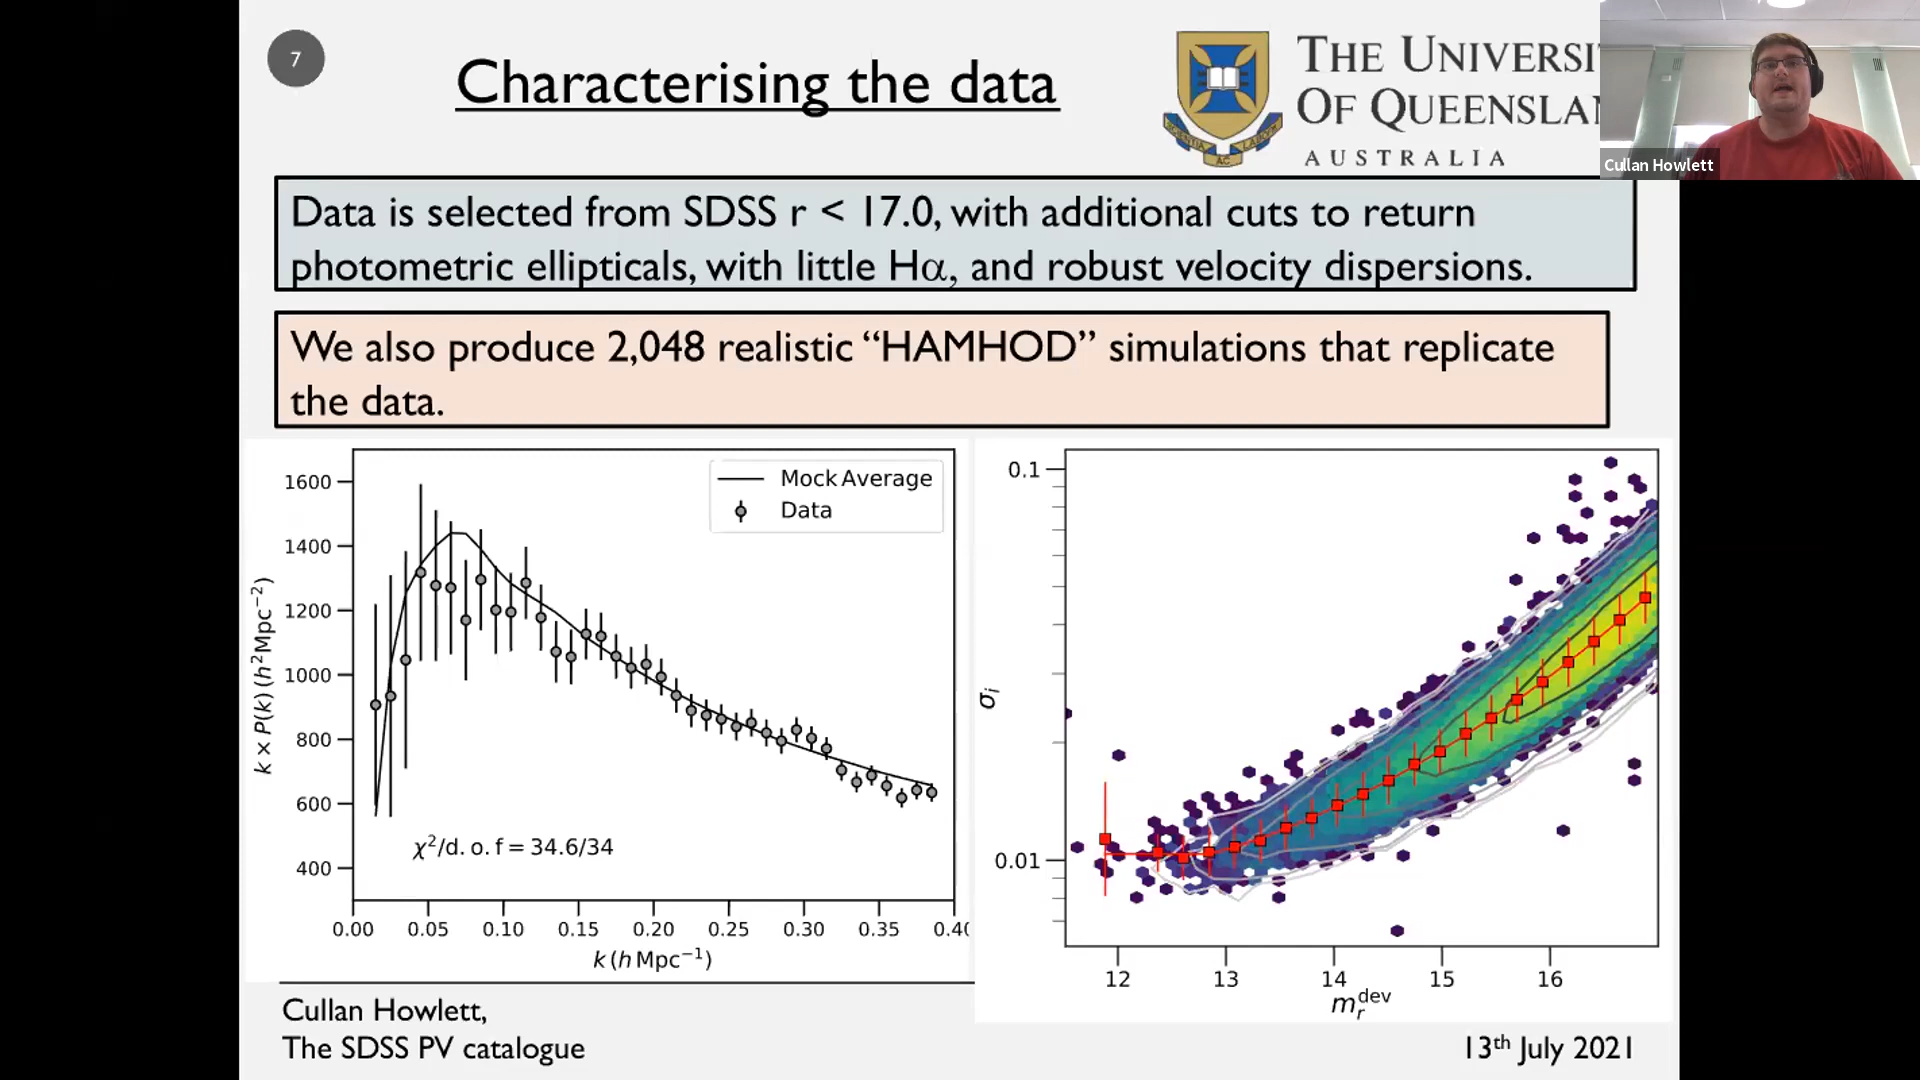 7
Characterising the data
THE UNIVERSI
OF QUEENSLAN
AUSTRALIA
SCIENTIA AC LABORE
Cullan Howlett
Data is selected from SDSS r < 17.0, with additional cuts to return
photometric ellipticals, with little Hα, and robust velocity dispersions.
We also produce 2,048 realistic “HAMHOD” simulations that replicate
the data.
k × P(k) (h²Mpc⁻²)
1600
1400
1200
1000
800
600
400
Mock Average
Data
χ²/d. o. f = 34.6/34
0.00 0.05 0.10 0.15 0.20 0.25 0.30 0.35 0.40
k (h Mpc⁻¹)
σᵢ
0.1
0.01
12 13 14 15 16
mᵣᵈᵉᵛ
Cullan Howlett,
The SDSS PV catalogue
13ᵗʰ July 2021